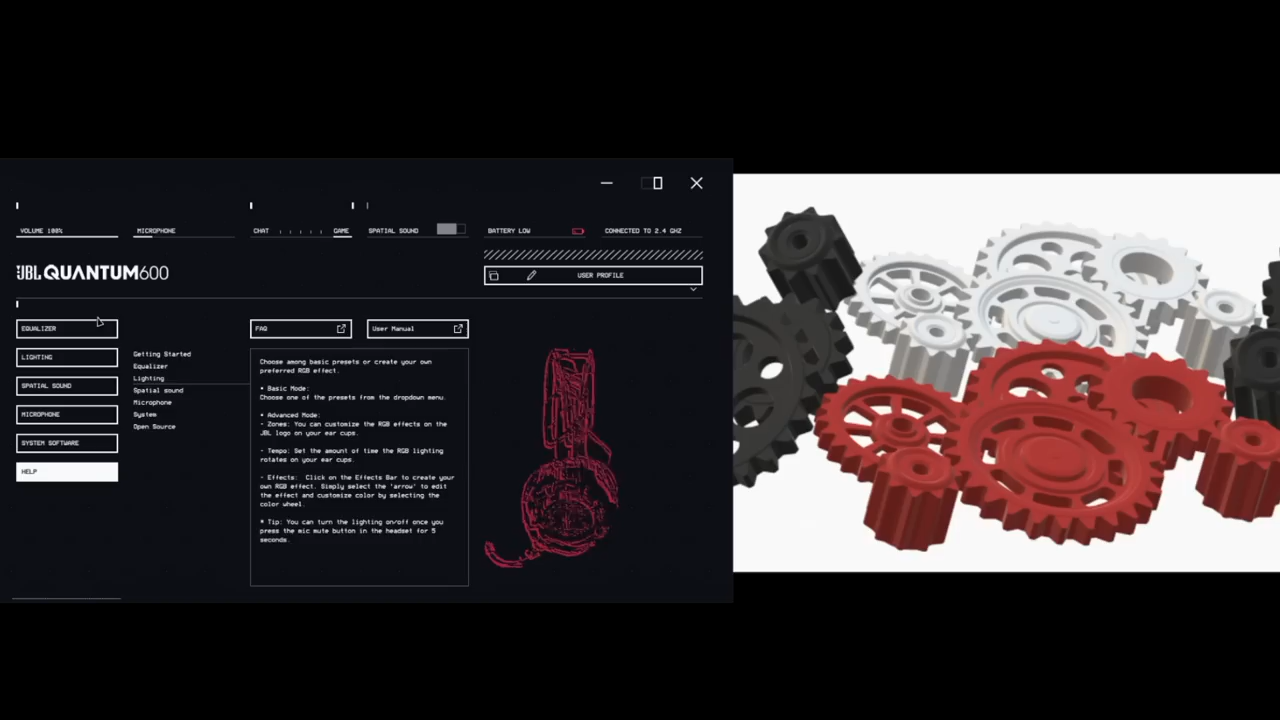 VOLUME 100%
MICROPHONE
CHAT
GAME
SPATIAL SOUND
BATTERY LOW
CONNECTED TO 2.4 GHZ
JBL QUANTUM600
USER PROFILE
EQUALIZER
LIGHTING
SPATIAL SOUND
MICROPHONE
SYSTEM SOFTWARE
HELP
Getting Started
Equalizer
Lighting
Spatial sound
Microphone
System
Open Source
FAQ
User Manual
Choose among basic presets or create your own
preferred RGB effect.
• Basic Mode:
Choose one of the presets from the dropdown menu.
• Advanced Mode:
- Zones: You can customize the RGB effects on the
JBL logo on your ear cups.
- Tempo: Set the amount of time the RGB lighting
rotates on your ear cups.
- Effects: Click on the Effects Bar to create your
own RGB effect. Simply select the 'arrow' to edit
the effect and customize color by selecting the
color wheel.
* Tip: You can turn the lighting on/off once you
press the mic mute button in the headset for 5
seconds.